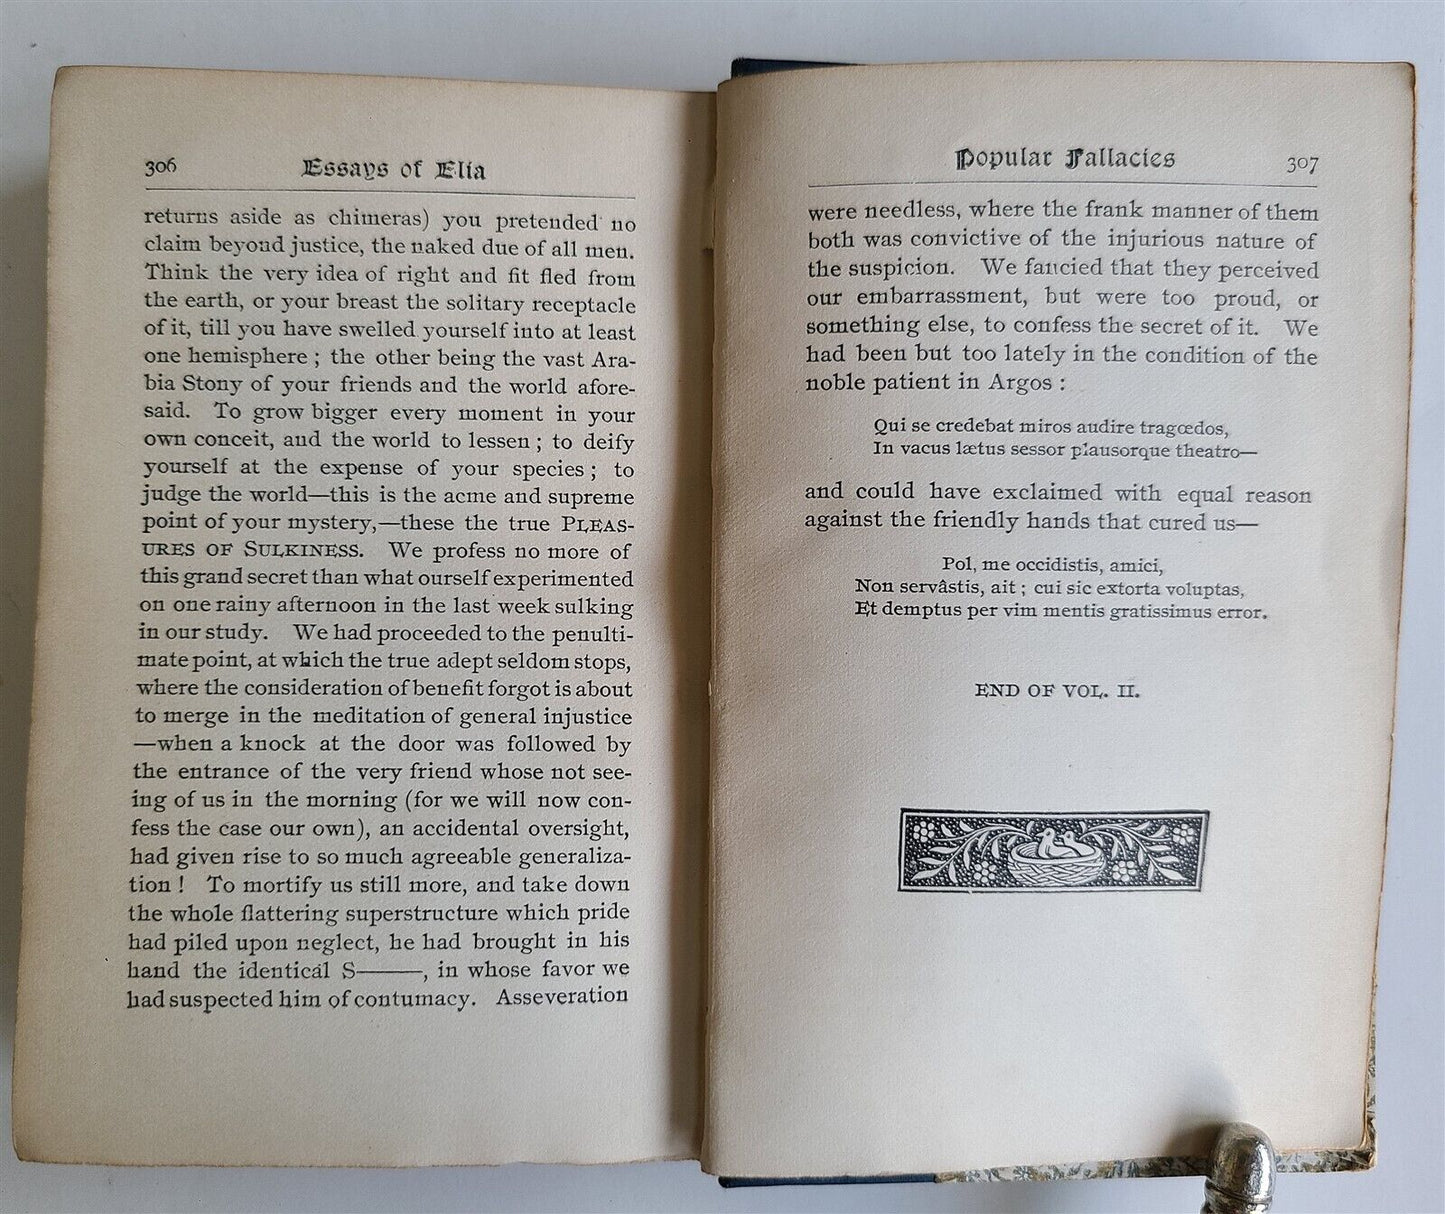 306 Essays of Elia
returns aside as chimeras) you pretended no
claim beyond justice, the naked due of all men.
Think the very idea of right and fit fled from
the earth, or your breast the solitary receptacle
of it, till you have swelled yourself into at least
one hemisphere ; the other being the vast Ara-
bia Stony of your friends and the world afore-
said. To grow bigger every moment in your
own conceit, and the world to lessen ; to deify
yourself at the expense of your species ; to
judge the world—this is the acme and supreme
point of your mystery,—these the true PLEAS-
URES OF SULKINESS. We profess no more of
this grand secret than what ourself experimented
on one rainy afternoon in the last week sulking
in our study. We had proceeded to the penulti-
mate point, at which the true adept seldom stops,
where the consideration of benefit forgot is about
to merge in the meditation of general injustice
—when a knock at the door was followed by
the entrance of the very friend whose not see-
ing of us in the morning (for we will now con-
fess the case our own), an accidental oversight,
had given rise to so much agreeable generaliza-
tion ! To mortify us still more, and take down
the whole flattering superstructure which pride
had piled upon neglect, he had brought in his
hand the identical S——, in whose favor we
had suspected him of contumacy. Asseveration
Popular Fallacies 307
were needless, where the frank manner of them
both was convictive of the injurious nature of
the suspicion. We fancied that they perceived
our embarrassment, but were too proud, or
something else, to confess the secret of it. We
had been but too lately in the condition of the
noble patient in Argos :
Qui se credebat miros audire tragœdos,
In vacus lætus sessor plausorque theatro—
and could have exclaimed with equal reason
against the friendly hands that cured us—
Pol, me occidistis, amici,
Non servâstis, ait ; cui sic extorta voluptas,
Et demptus per vim mentis gratissimus error.
END OF VOL. II.